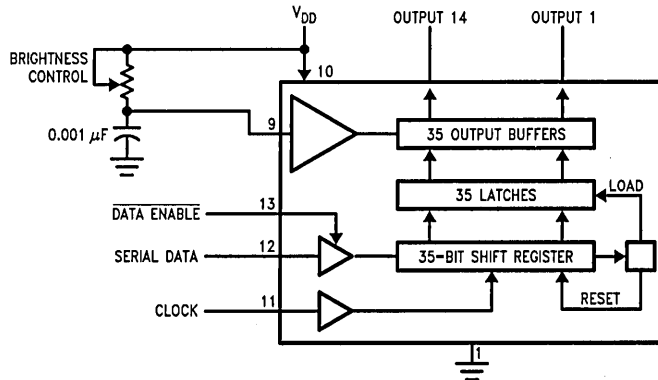 V_DD
OUTPUT 14
OUTPUT 1
BRIGHTNESS
CONTROL
10
9
0.001 μF
35 OUTPUT BUFFERS
35 LATCHES
LOAD
DATA ENABLE
13
SERIAL DATA
12
35-BIT SHIFT REGISTER
RESET
CLOCK
11
1